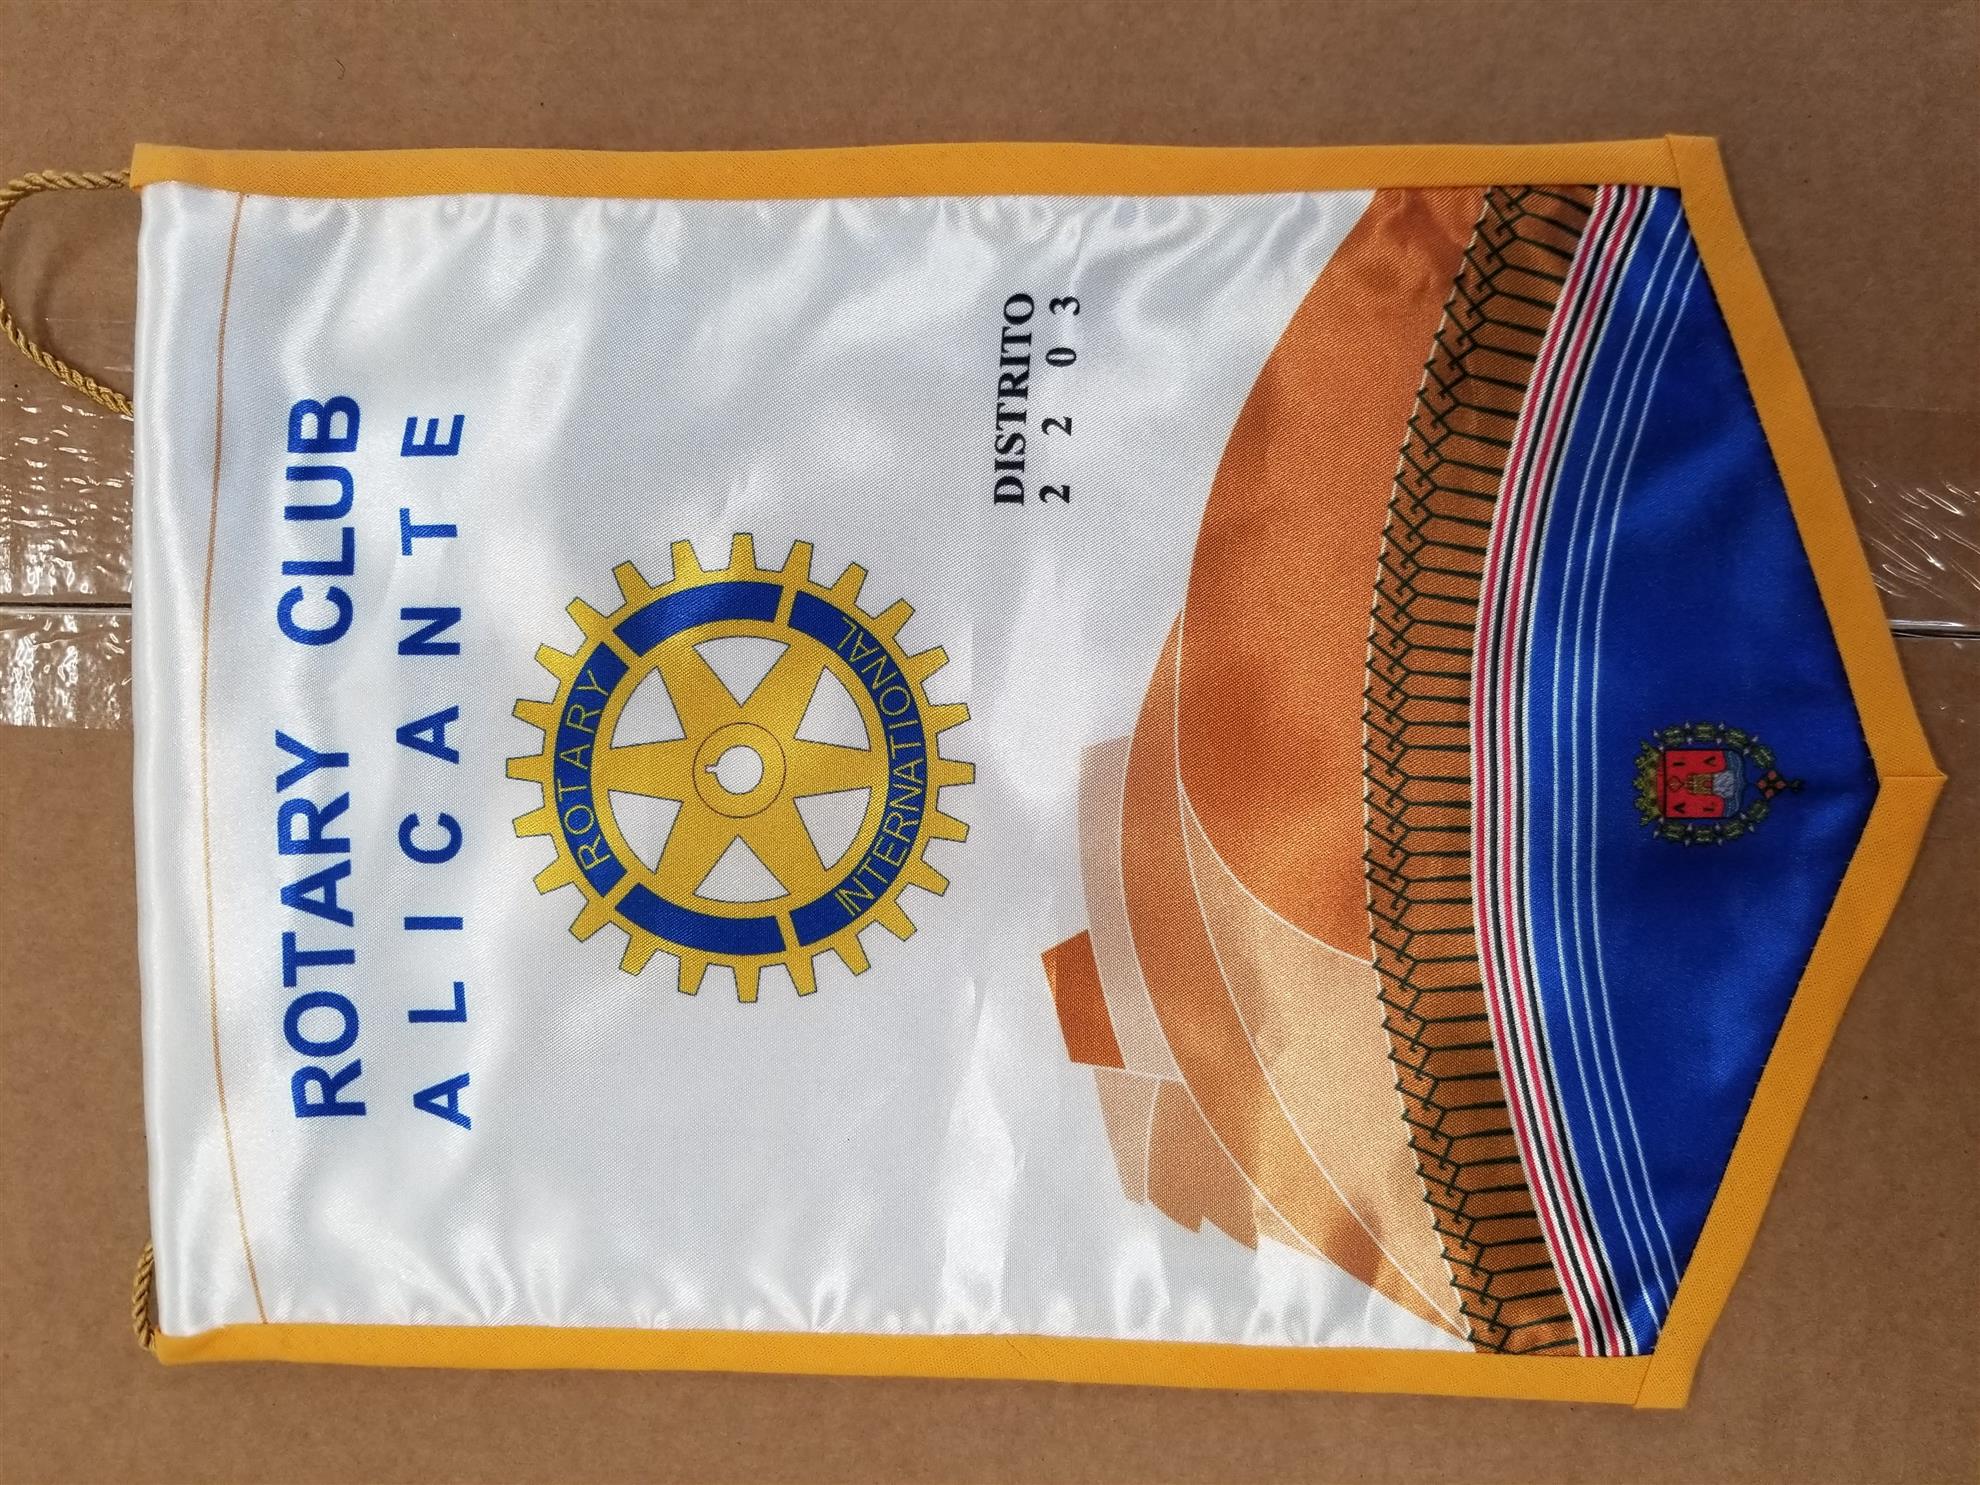 ROTARY CLUB
ALICANTE
ROTARY
INTERNATIONAL
DISTRITO
2203